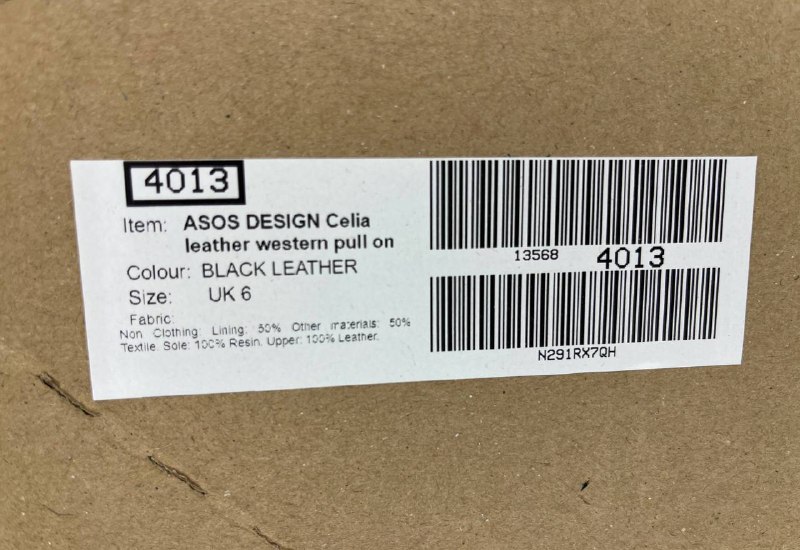 4013
Item: ASOS DESIGN Celia
leather western pull on
Colour: BLACK LEATHER
Size: UK 6
Fabric:
Non Clothing: Lining: 50% Other materials: 50%
Textile. Sole: 100% Resin. Upper: 100% Leather.
13568 4013
N291RX7QH